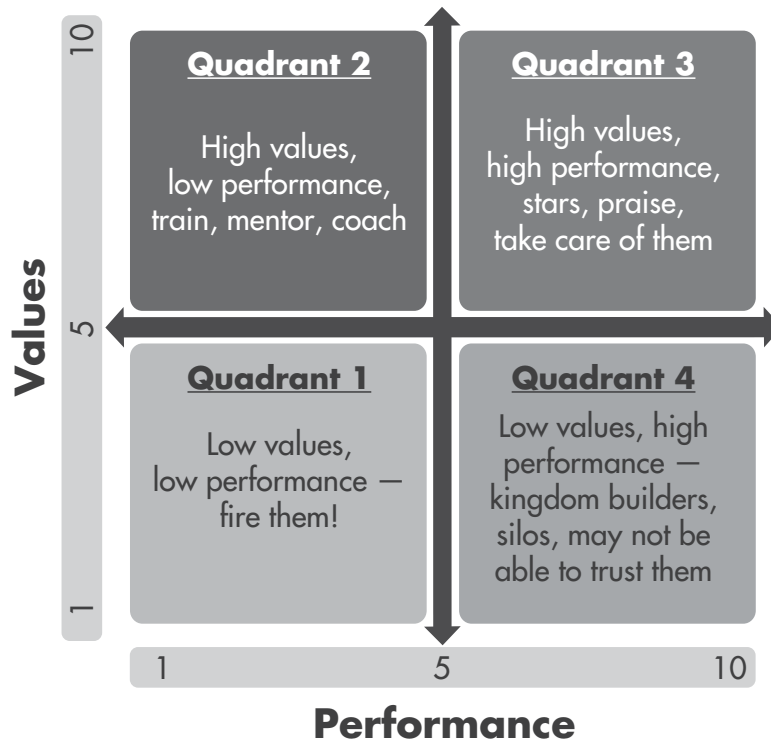 Values
10
5
1
Quadrant 2
High values,
low performance,
train, mentor, coach
Quadrant 3
High values,
high performance,
stars, praise,
take care of them
Quadrant 1
Low values,
low performance —
fire them!
Quadrant 4
Low values, high
performance —
kingdom builders,
silos, may not be
able to trust them
1
5
10
Performance